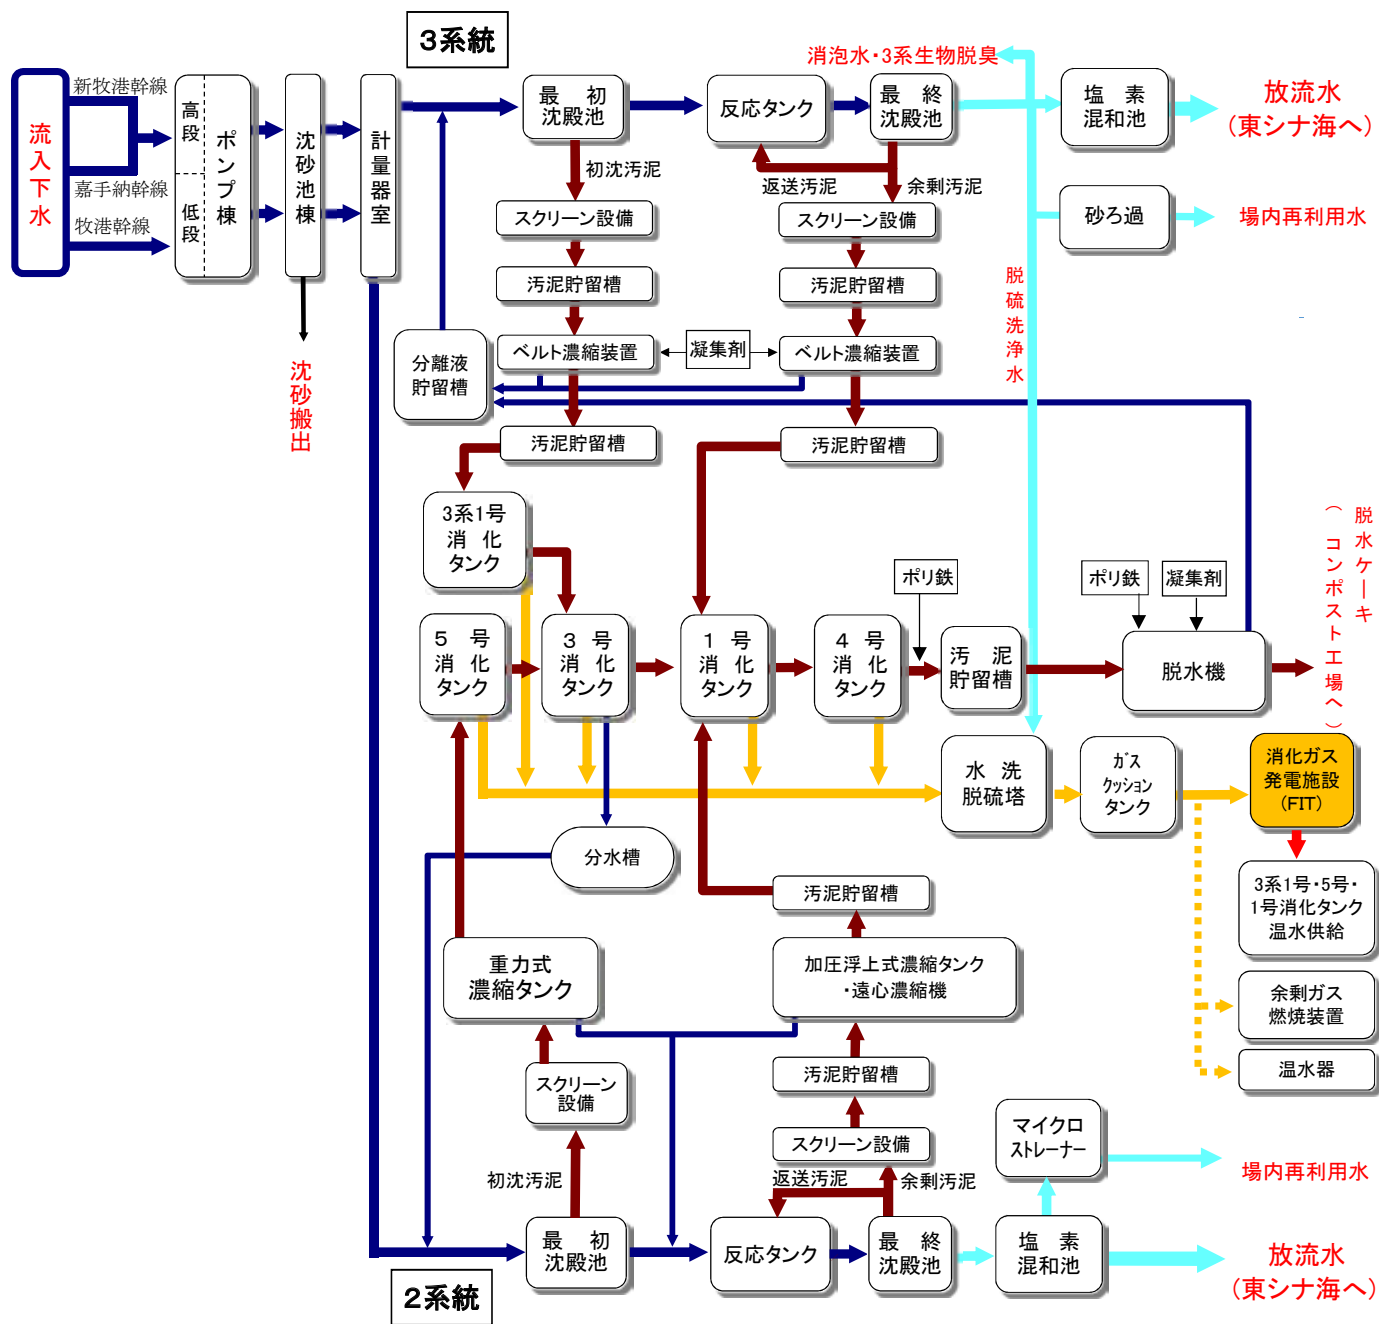 3系統
消泡水・3系生物脱臭
新牧港幹線
嘉手納幹線
牧港幹線
流入下水
高段
低段
ポンプ棟
沈砂池棟
計量器室
最 初
沈殿池
反応タンク
最 終
沈殿池
塩 素
混和池
放流水
(東シナ海へ)
初沈汚泥
返送汚泥
余剰汚泥
スクリーン設備
スクリーン設備
砂ろ過
場内再利用水
汚泥貯留槽
汚泥貯留槽
脱硫洗浄水
沈砂搬出
分離液
貯留槽
ベルト濃縮装置
凝集剤
ベルト濃縮装置
汚泥貯留槽
汚泥貯留槽
3系1号
消 化
タンク
ポリ鉄
ポリ鉄
凝集剤
脱水ケーキ
(コンポスト工場へ)
5 号
消 化
タンク
3 号
消 化
タンク
1 号
消 化
タンク
4 号
消 化
タンク
汚 泥
貯留槽
脱水機
水 洗
脱硫塔
ガス
クッション
タンク
消化ガス
発電施設
(FIT)
分水槽
3系1号・5号・
1号消化タンク
温水供給
汚泥貯留槽
重力式
濃縮タンク
加圧浮上式濃縮タンク
・遠心濃縮機
余剰ガス
燃焼装置
温水器
スクリーン
設備
汚泥貯留槽
スクリーン設備
マイクロ
ストレーナー
場内再利用水
初沈汚泥
返送汚泥
余剰汚泥
最 初
沈殿池
反応タンク
最 終
沈殿池
塩 素
混和池
放流水
(東シナ海へ)
2系統